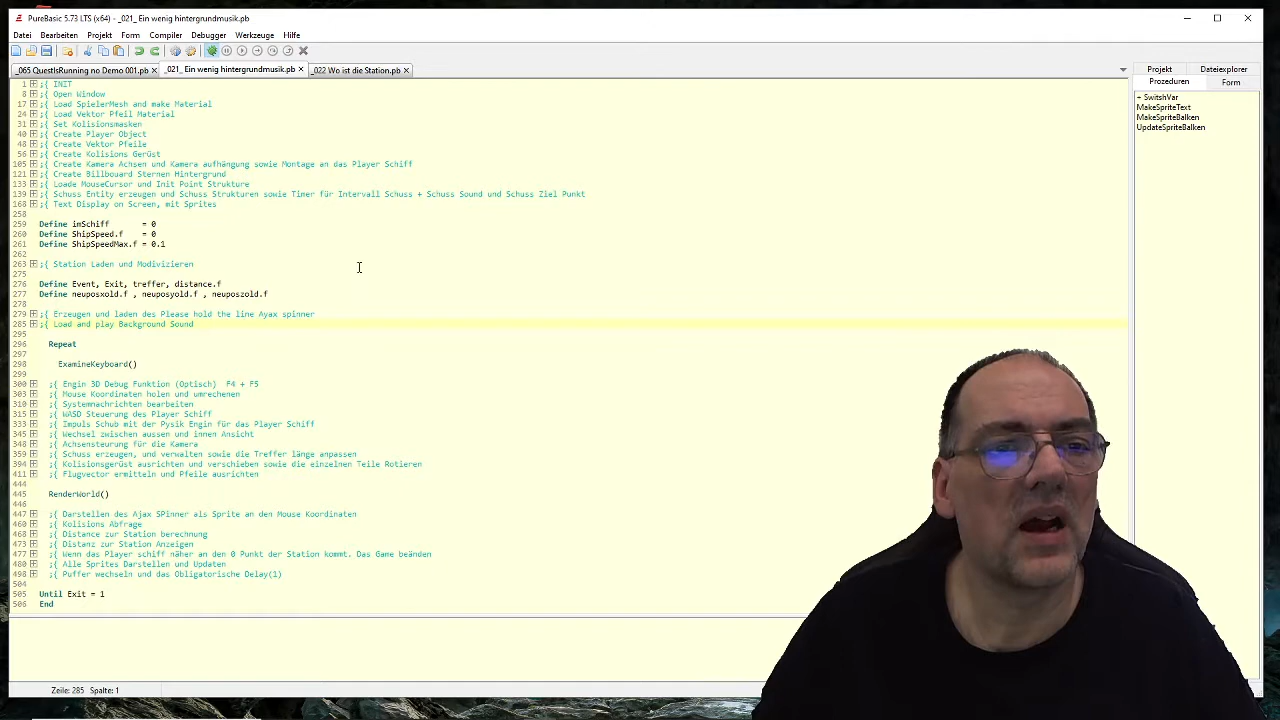 PureBasic 5.73 LTS (x64) - _021_ Ein wenig hintergrundmusik.pb
Datei Bearbeiten Projekt Form Compiler Debugger Werkzeuge Hilfe
_065 QuestIsRunning no Demo 001.pb _021_ Ein wenig hintergrundmusik.pb _022 Wo ist die Station.pb
Projekt Dateiexplorer
Prozeduren Form
+ SwitshVar
MakeSpriteText
MakeSpriteBalken
UpdateSpriteBalken
1 ;{ INIT
8 ;{ Open Window
17 ;{ Load SpielerMesh and make Material
24 ;{ Load Vektor Pfeil Material
31 ;{ Set Kolisionsmasken
40 ;{ Create Player Object
48 ;{ Create Vektor Pfeile
56 ;{ Create Kolisions Gerüst
105 ;{ Create Kamera Achsen und Kamera aufhängung sowie Montage an das Player Schiff
121 ;{ Create Billbouard Sternen Hintergrund
133 ;{ Loade MouseCursor und Init Point Strukture
139 ;{ Schuss Entity erzeugen und Schuss Strukturen sowie Timer für Intervall Schuss + Schuss Sound und Schuss Ziel Punkt
168 ;{ Text Display on Screen, mit Sprites
258
259 Define imSchiff = 0
260 Define ShipSpeed.f = 0
261 Define ShipSpeedMax.f = 0.1
262
263 ;{ Station Laden und Modivizieren
275
276 Define Event, Exit, treffer, distance.f
277 Define neuposxold.f , neuposyold.f , neuposzold.f
278
279 ;{ Erzeugen und laden des Please hold the line Ayax spinner
285 ;{ Load and play Background Sound
295
296 Repeat
297
298 ExamineKeyboard()
299
300 ;{ Engin 3D Debug Funktion (Optisch) F4 + F5
303 ;{ Mouse Koordinaten holen und umrechenen
310 ;{ Systemnachrichten bearbeiten
315 ;{ WASD Steuerung des Player Schiff
333 ;{ Impuls Schub mit der Pysik Engin für das Player Schiff
345 ;{ Wechsel zwischen aussen und innen Ansicht
348 ;{ Achsensteurung für die Kamera
359 ;{ Schuss erzeugen, und verwalten sowie die Treffer länge anpassen
394 ;{ Kolisionsgerüst ausrichten und verschieben sowie die einzelnen Teile Rotieren
411 ;{ Flugvector ermitteln und Pfeile ausrichten
444
445 RenderWorld()
446
447 ;{ Darstellen des Ajax SPinner als Sprite an den Mouse Koordinaten
460 ;{ Kolisions Abfrage
468 ;{ Distance zur Station berechnung
473 ;{ Distanz zur Station Anzeigen
477 ;{ Wenn das Player schiff näher an den 0 Punkt der Station kommt. Das Game beänden
480 ;{ Alle Sprites Darstellen und Updaten
498 ;{ Puffer wechseln und das Obligatorische Delay(1)
504
505 Until Exit = 1
506 End
Zeile: 285 Spalte: 1